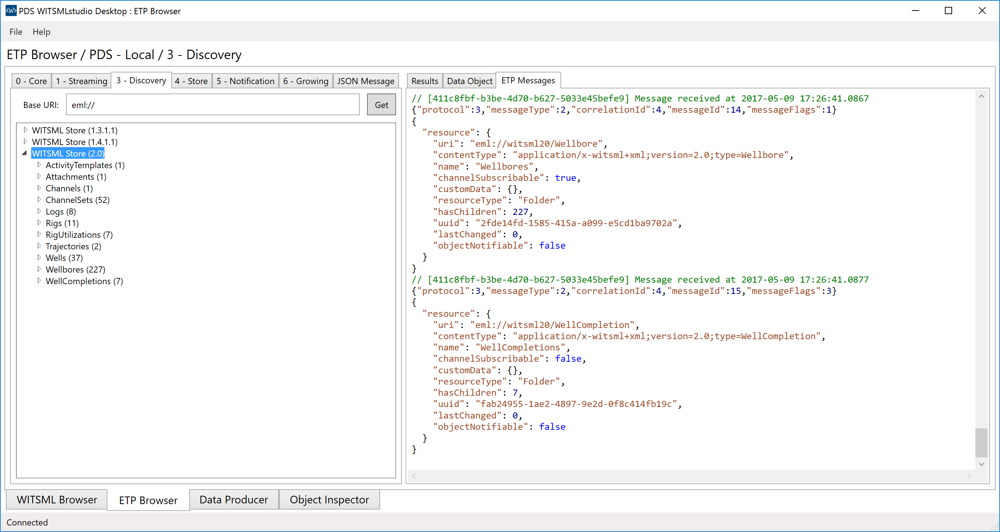 <W> PDS WITSMLstudio Desktop : ETP Browser
File Help
ETP Browser / PDS - Local / 3 - Discovery
0 - Core 1 - Streaming 3 - Discovery 4 - Store 5 - Notification 6 - Growing JSON Message
Base URI: eml:// Get
WITSML Store (1.3.1.1)
WITSML Store (1.4.1.1)
WITSML Store (2.0)
ActivityTemplates (1)
Attachments (1)
Channels (1)
ChannelSets (52)
Logs (8)
Rigs (11)
RigUtilizations (7)
Trajectories (2)
Wells (37)
Wellbores (227)
WellCompletions (7)
Results Data Object ETP Messages
// [411c8fbf-b3be-4d70-b627-5033e45befe9] Message received at 2017-05-09 17:26:41.0867
{"protocol":3,"messageType":2,"correlationId":4,"messageId":14,"messageFlags":1}
{
  "resource": {
    "uri": "eml://witsml20/Wellbore",
    "contentType": "application/x-witsml+xml;version=2.0;type=Wellbore",
    "name": "Wellbores",
    "channelSubscribable": true,
    "customData": {},
    "resourceType": "Folder",
    "hasChildren": 227,
    "uuid": "2fde14fd-1585-415a-a099-e5cd1ba9702a",
    "lastChanged": 0,
    "objectNotifiable": false
  }
}
// [411c8fbf-b3be-4d70-b627-5033e45befe9] Message received at 2017-05-09 17:26:41.0877
{"protocol":3,"messageType":2,"correlationId":4,"messageId":15,"messageFlags":3}
{
  "resource": {
    "uri": "eml://witsml20/WellCompletion",
    "contentType": "application/x-witsml+xml;version=2.0;type=WellCompletion",
    "name": "WellCompletions",
    "channelSubscribable": false,
    "customData": {},
    "resourceType": "Folder",
    "hasChildren": 7,
    "uuid": "fab24955-1ae2-4897-9e2d-0f8c414fb19c",
    "lastChanged": 0,
    "objectNotifiable": false
  }
}
WITSML Browser ETP Browser Data Producer Object Inspector
Connected